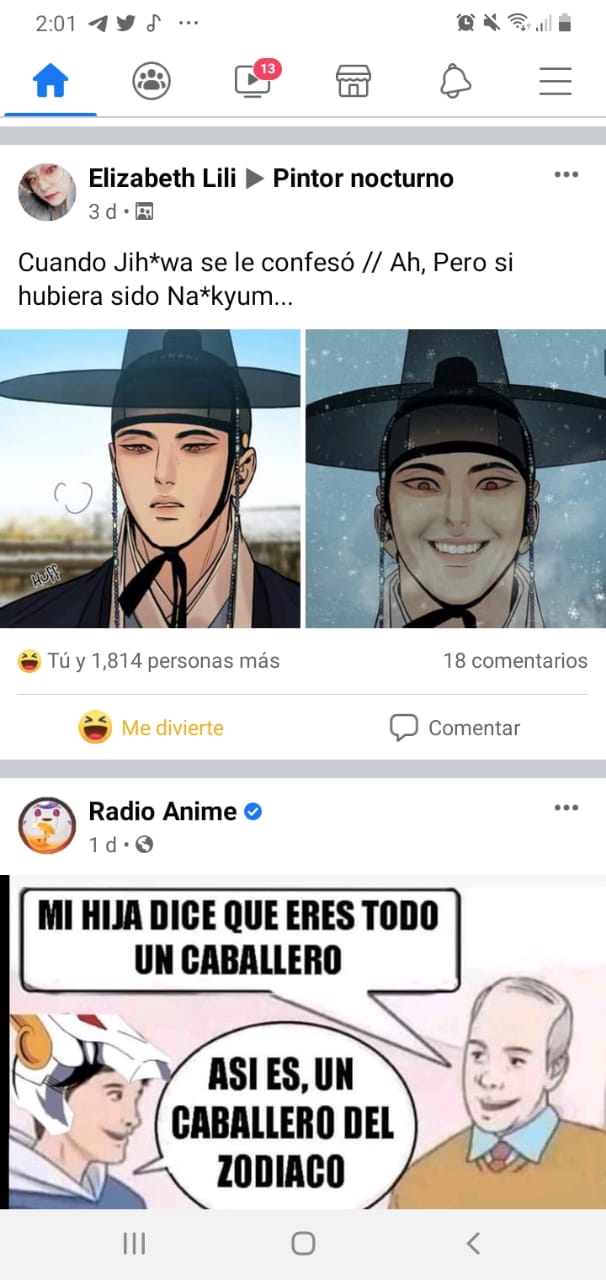 2:01
13
Elizabeth Lili ▶ Pintor nocturno
3 d
Cuando Jih*wa se le confesó // Ah, Pero si
hubiera sido Na*kyum...
Huff
Tú y 1,814 personas más
18 comentarios
Me divierte
Comentar
Radio Anime
1 d
MI HIJA DICE QUE ERES TODO
UN CABALLERO
ASI ES, UN
CABALLERO DEL
ZODIACO